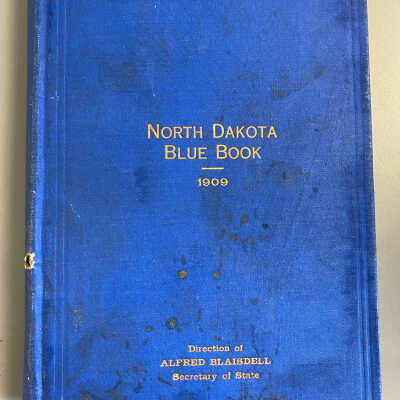 NORTH DAKOTA
BLUE BOOK
1909
Direction of
ALFRED BLAISDELL
Secretary of State